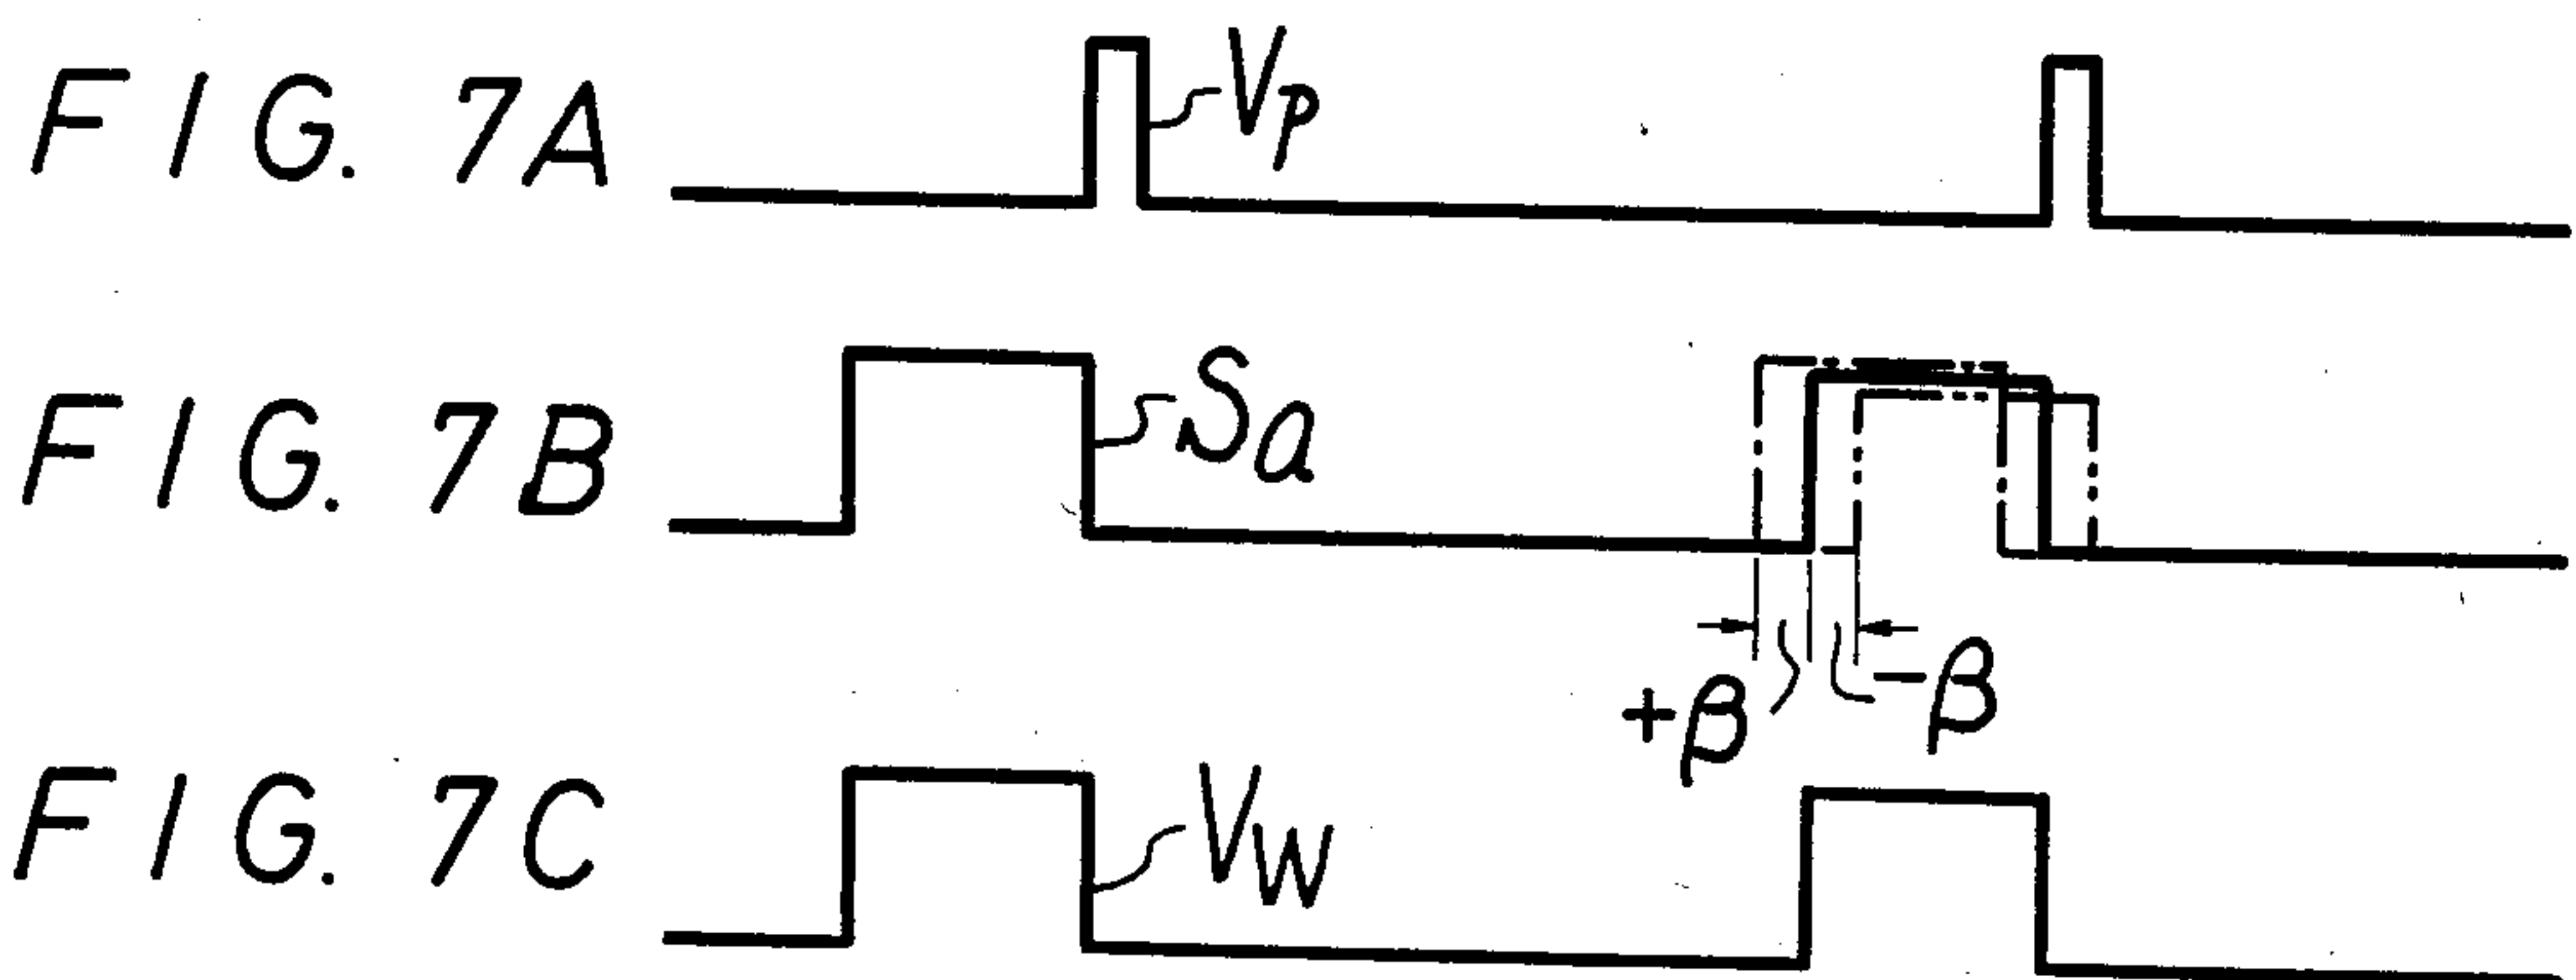 FIG. 7A
Vp
FIG. 7B
Sa
+β
-β
FIG. 7C
VW